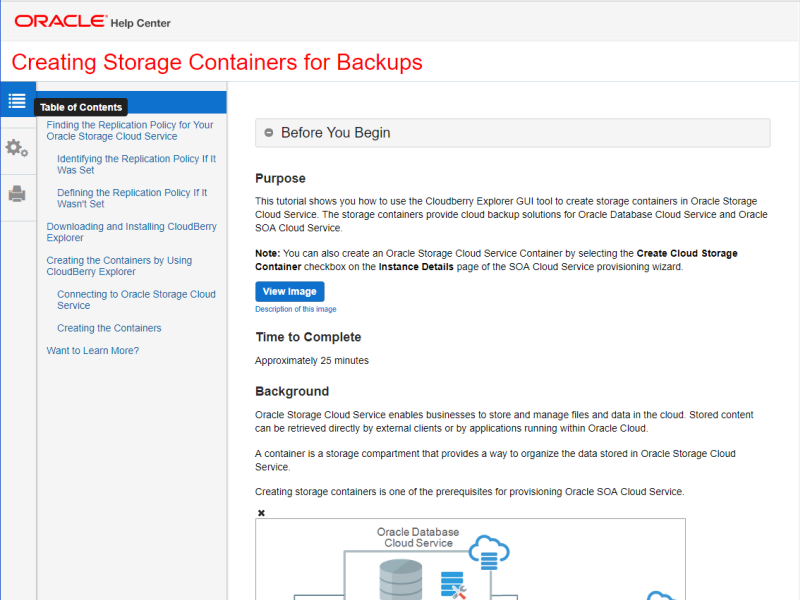 ORACLE Help Center
Creating Storage Containers for Backups
Table of Contents
Finding the Replication Policy for Your
Oracle Storage Cloud Service
Identifying the Replication Policy If It
Was Set
Defining the Replication Policy If It
Wasn't Set
Downloading and Installing CloudBerry
Explorer
Creating the Containers by Using
CloudBerry Explorer
Connecting to Oracle Storage Cloud
Service
Creating the Containers
Want to Learn More?
Before You Begin
Purpose
This tutorial shows you how to use the Cloudberry Explorer GUI tool to create storage containers in Oracle Storage
Cloud Service. The storage containers provide cloud backup solutions for Oracle Database Cloud Service and Oracle
SOA Cloud Service.
Note: You can also create an Oracle Storage Cloud Service Container by selecting the Create Cloud Storage
Container checkbox on the Instance Details page of the SOA Cloud Service provisioning wizard.
View Image
Description of this image
Time to Complete
Approximately 25 minutes
Background
Oracle Storage Cloud Service enables businesses to store and manage files and data in the cloud. Stored content
can be retrieved directly by external clients or by applications running within Oracle Cloud.
A container is a storage compartment that provides a way to organize the data stored in Oracle Storage Cloud
Service.
Creating storage containers is one of the prerequisites for provisioning Oracle SOA Cloud Service.
Oracle Database
Cloud Service